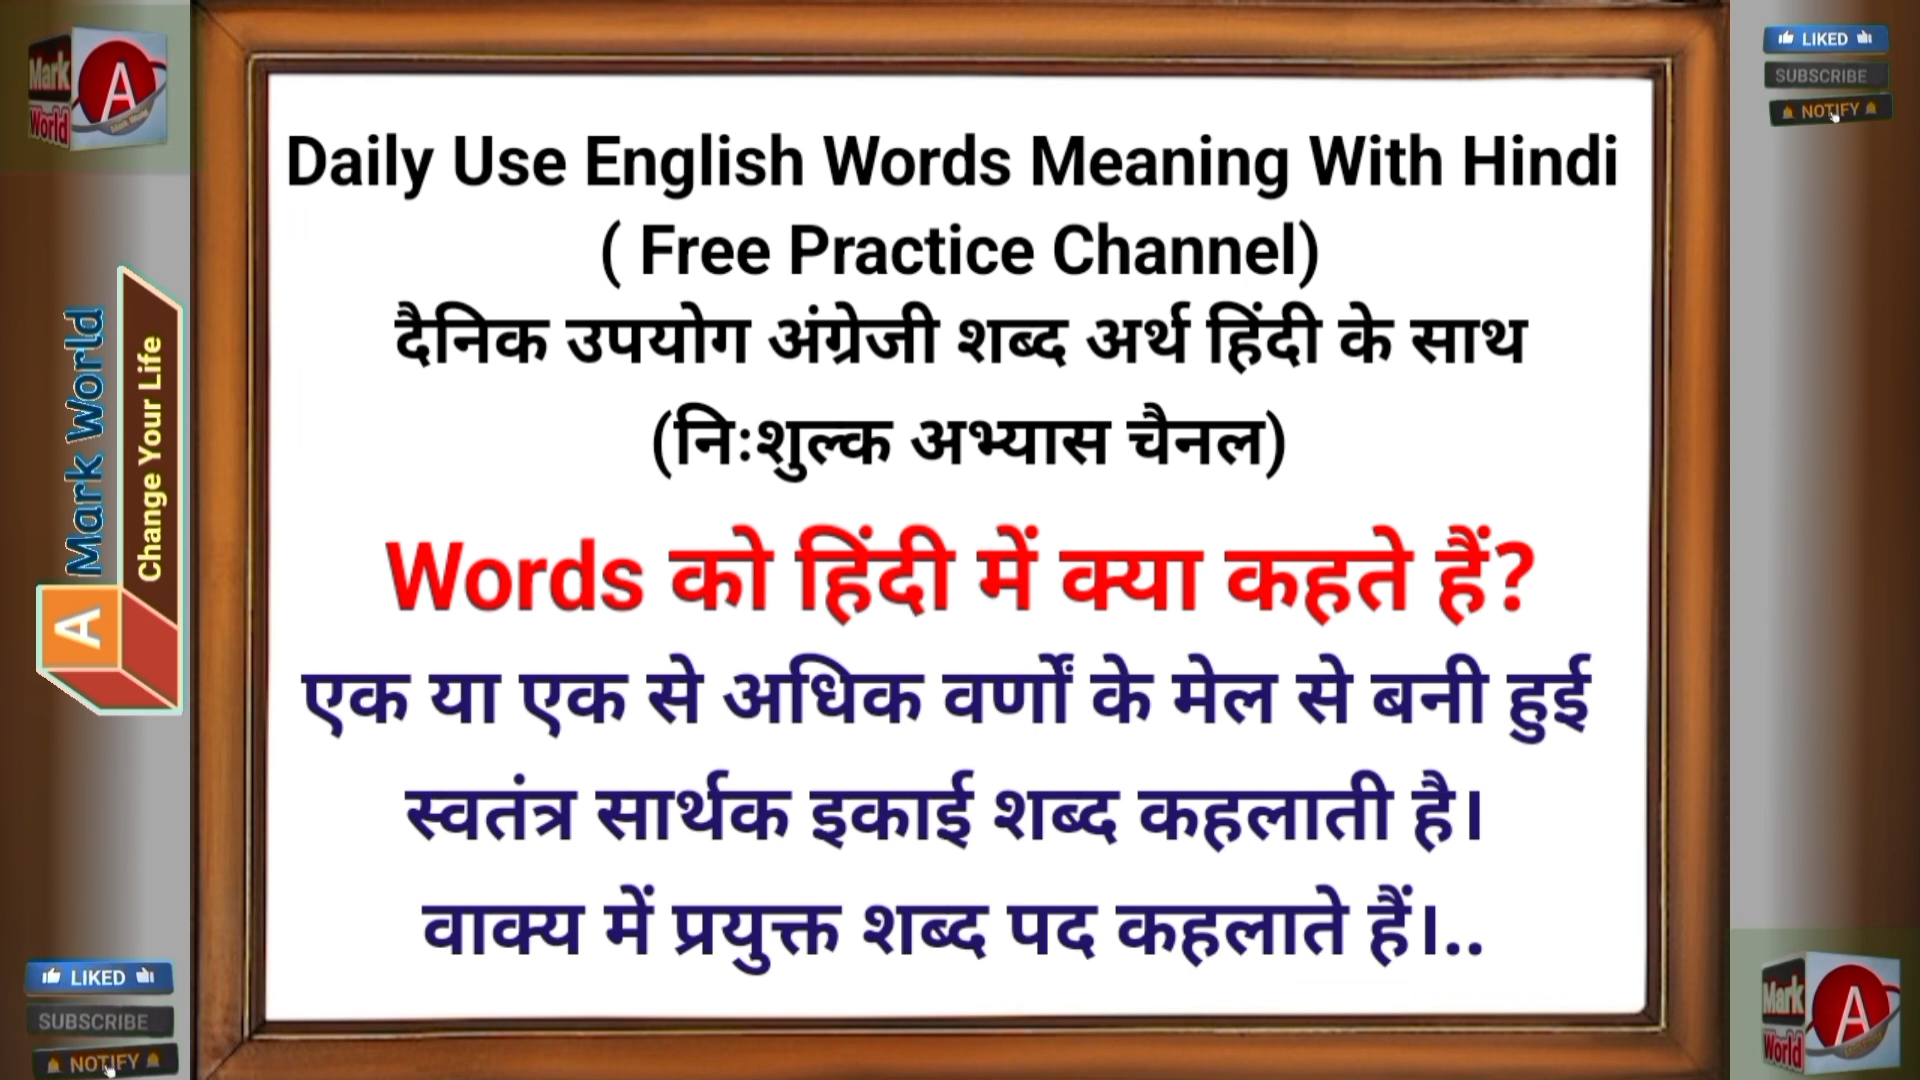 Mark
World
A
LIKED
SUBSCRIBE
NOTIFY
Daily Use English Words Meaning With Hindi
( Free Practice Channel)
दैनिक उपयोग अंग्रेजी शब्द अर्थ हिंदी के साथ
(निःशुल्क अभ्यास चैनल)
Words को हिंदी में क्या कहते हैं?
एक या एक से अधिक वर्णों के मेल से बनी हुई
स्वतंत्र सार्थक इकाई शब्द कहलाती है।
वाक्य में प्रयुक्त शब्द पद कहलाते हैं।..
A Mark World
Change Your Life
LIKED
SUBSCRIBE
NOTIFY
Mark
World
A